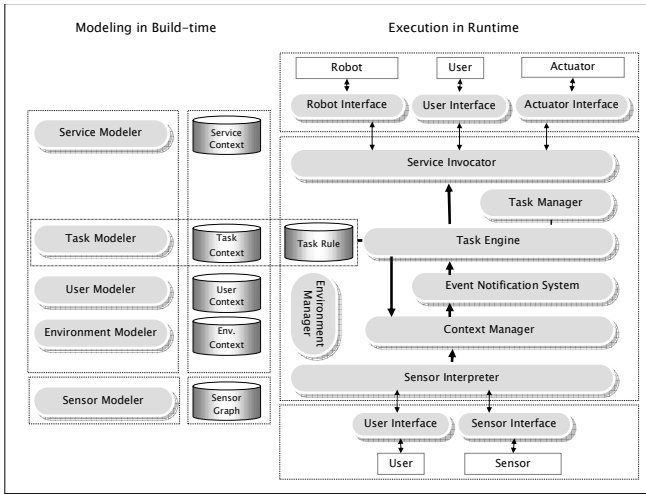 Modeling in Build-time
Execution in Runtime
Robot
User
Actuator
Robot Interface
User Interface
Actuator Interface
Service Modeler
Service
Context
Service Invocator
Task Manager
Task Modeler
Task
Context
Task Rule
Task Engine
User Modeler
User
Context
Environment
Manager
Event Notification System
Environment Modeler
Env.
Context
Context Manager
Sensor Interpreter
Sensor Modeler
Sensor
Graph
User Interface
Sensor Interface
User
Sensor